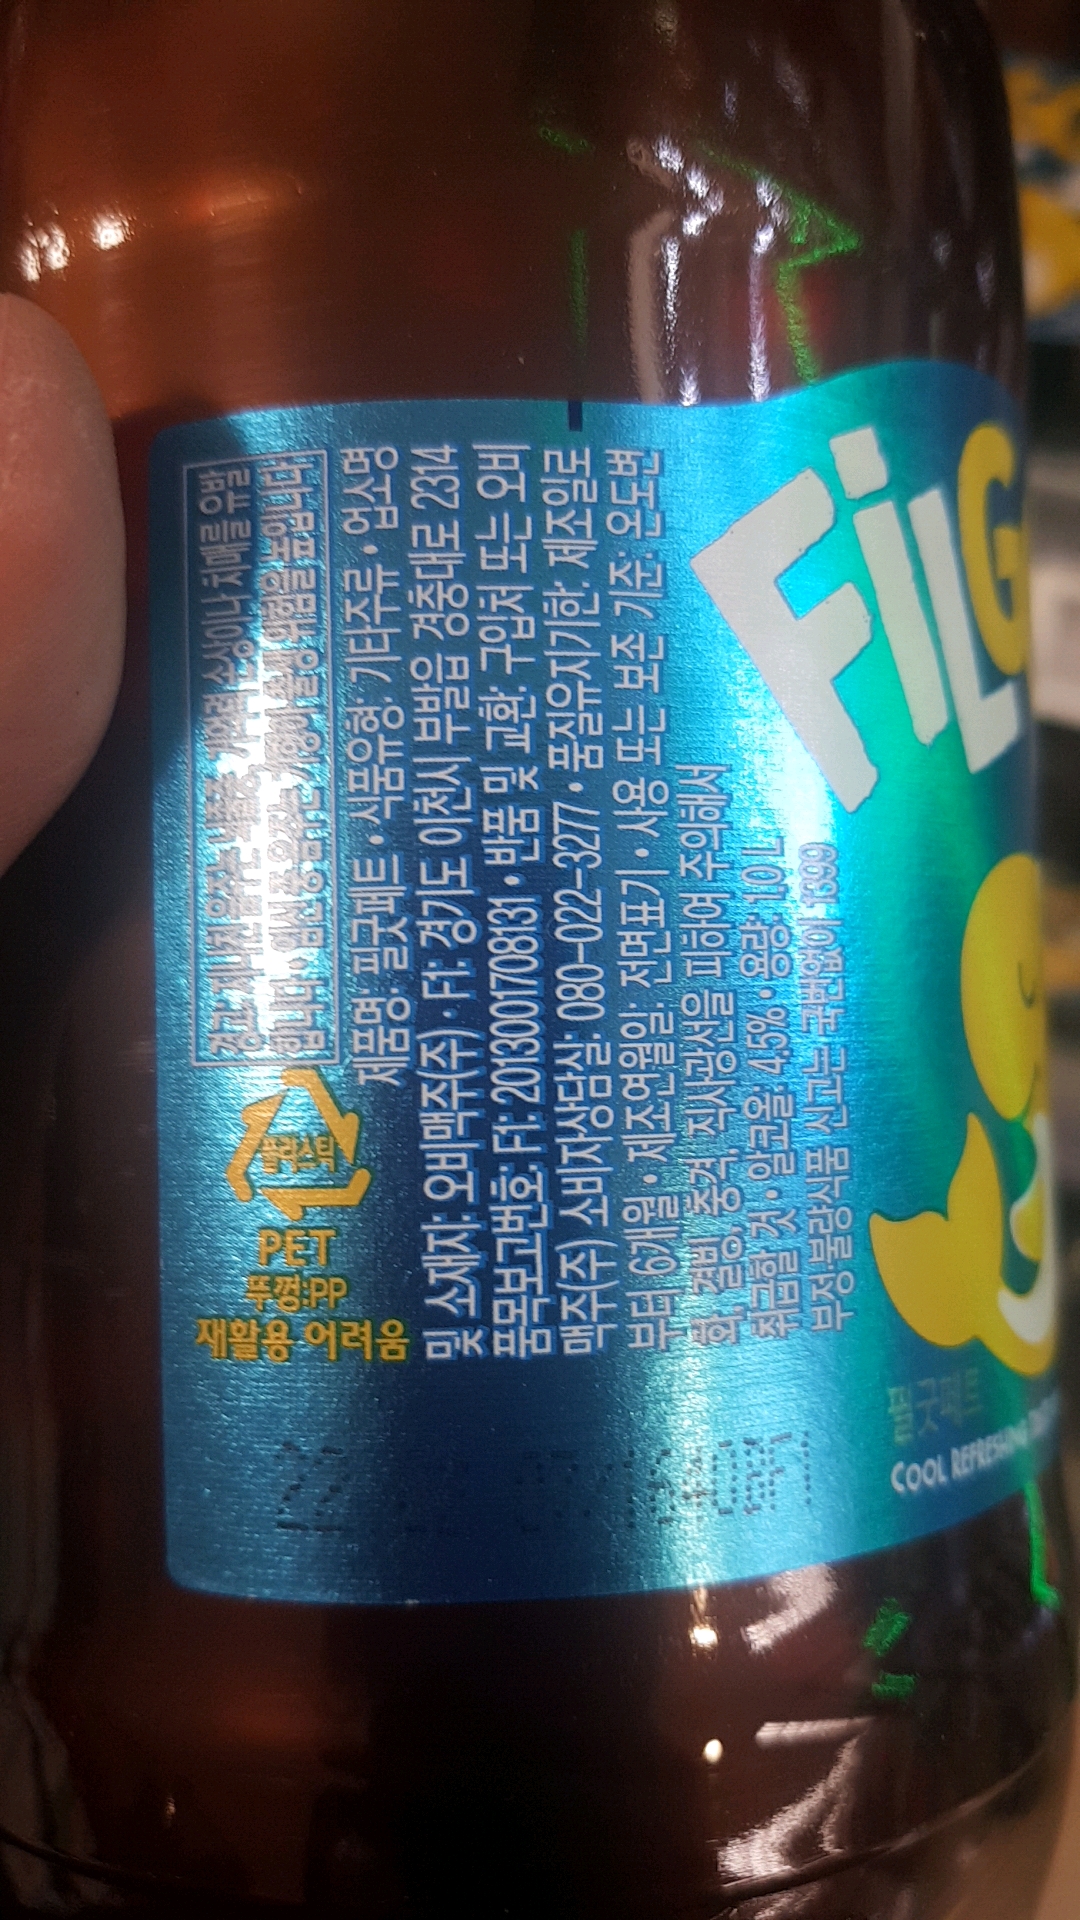 경고: 지나친 음주는 뇌졸중, 기억력 손상이나 치매를 유발
합니다. 임신 중 음주는 기형아 출생 위험을 높입니다.
플라스틱
PET
뚜껑:PP
재활용 어려움
제품명: 필굿페트 • 식품유형: 기타주류 • 업소명
및 소재지: 오비맥주(주) • F1: 경기도 이천시 부발읍 경충대로 2314
품목보고번호: F1: 2013001708131 • 반품 및 교환: 구입처 또는 오비
맥주(주) 소비자상담실: 080-022-3277 • 품질유지기한: 제조일로
부터 6개월 • 제조연월일: 전면표기 • 사용 또는 보존 기준: 온도변
화, 결빙, 충격, 직사광선을 피하여 주의해서
취급할 것 • 알코올: 4.5% • 용량: 1.0 L
부정·불량식품 신고는 국번없이 1399
FiLG
필굿페트
COOL REFRESHING
22